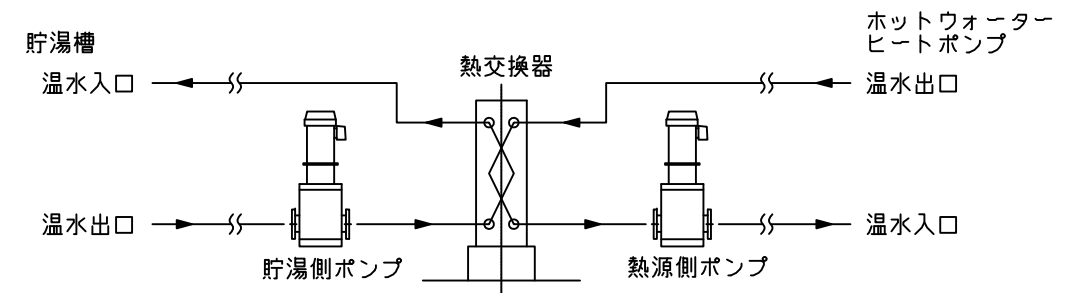 貯湯槽
温水入口
熱交換器
ホットウォーター
ヒートポンプ
温水出口
温水出口
貯湯側ポンプ
熱源側ポンプ
温水入口